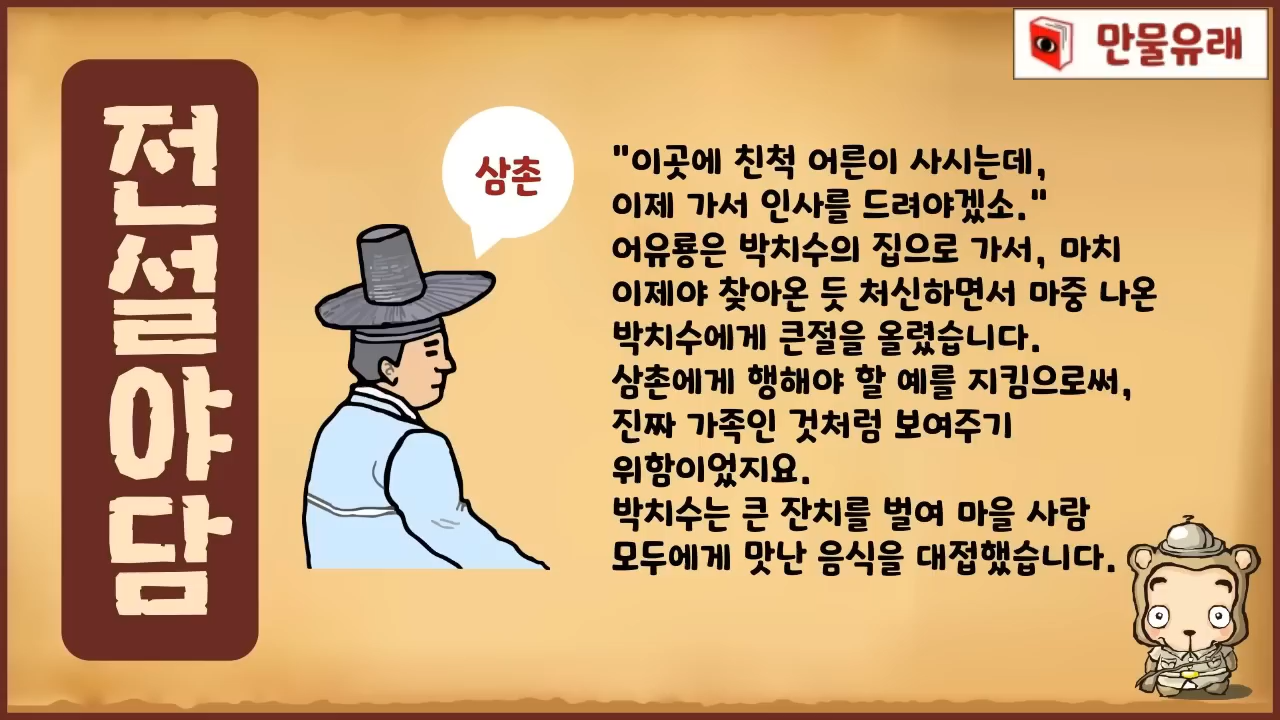 만물유래
전설야담
삼촌
"이곳에 친척 어른이 사시는데,
이제 가서 인사를 드려야겠소."
어유룡은 박치수의 집으로 가서, 마치
이제야 찾아온 듯 처신하면서 마중 나온
박치수에게 큰절을 올렸습니다.
삼촌에게 행해야 할 예를 지킴으로써,
진짜 가족인 것처럼 보여주기
위함이었지요.
박치수는 큰 잔치를 벌여 마을 사람
모두에게 맛난 음식을 대접했습니다.